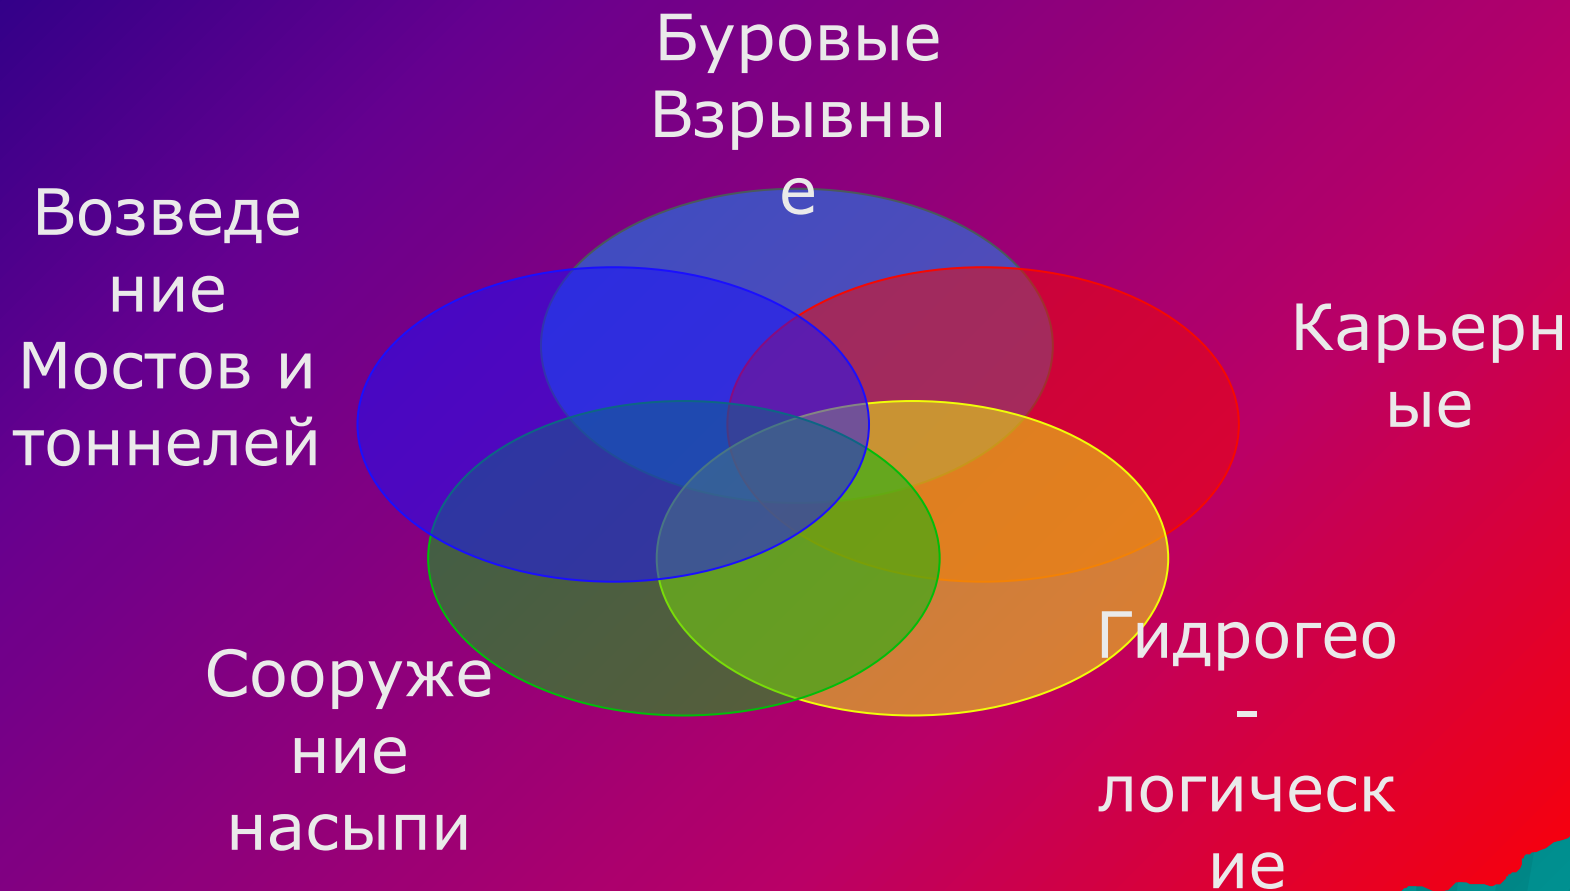 Буровые
Взрывны
е
Возведе
ние
Мостов и
тоннелей
Карьерн
ые
Сооруже
ние
насыпи
Гидрогео
-
логическ
ие